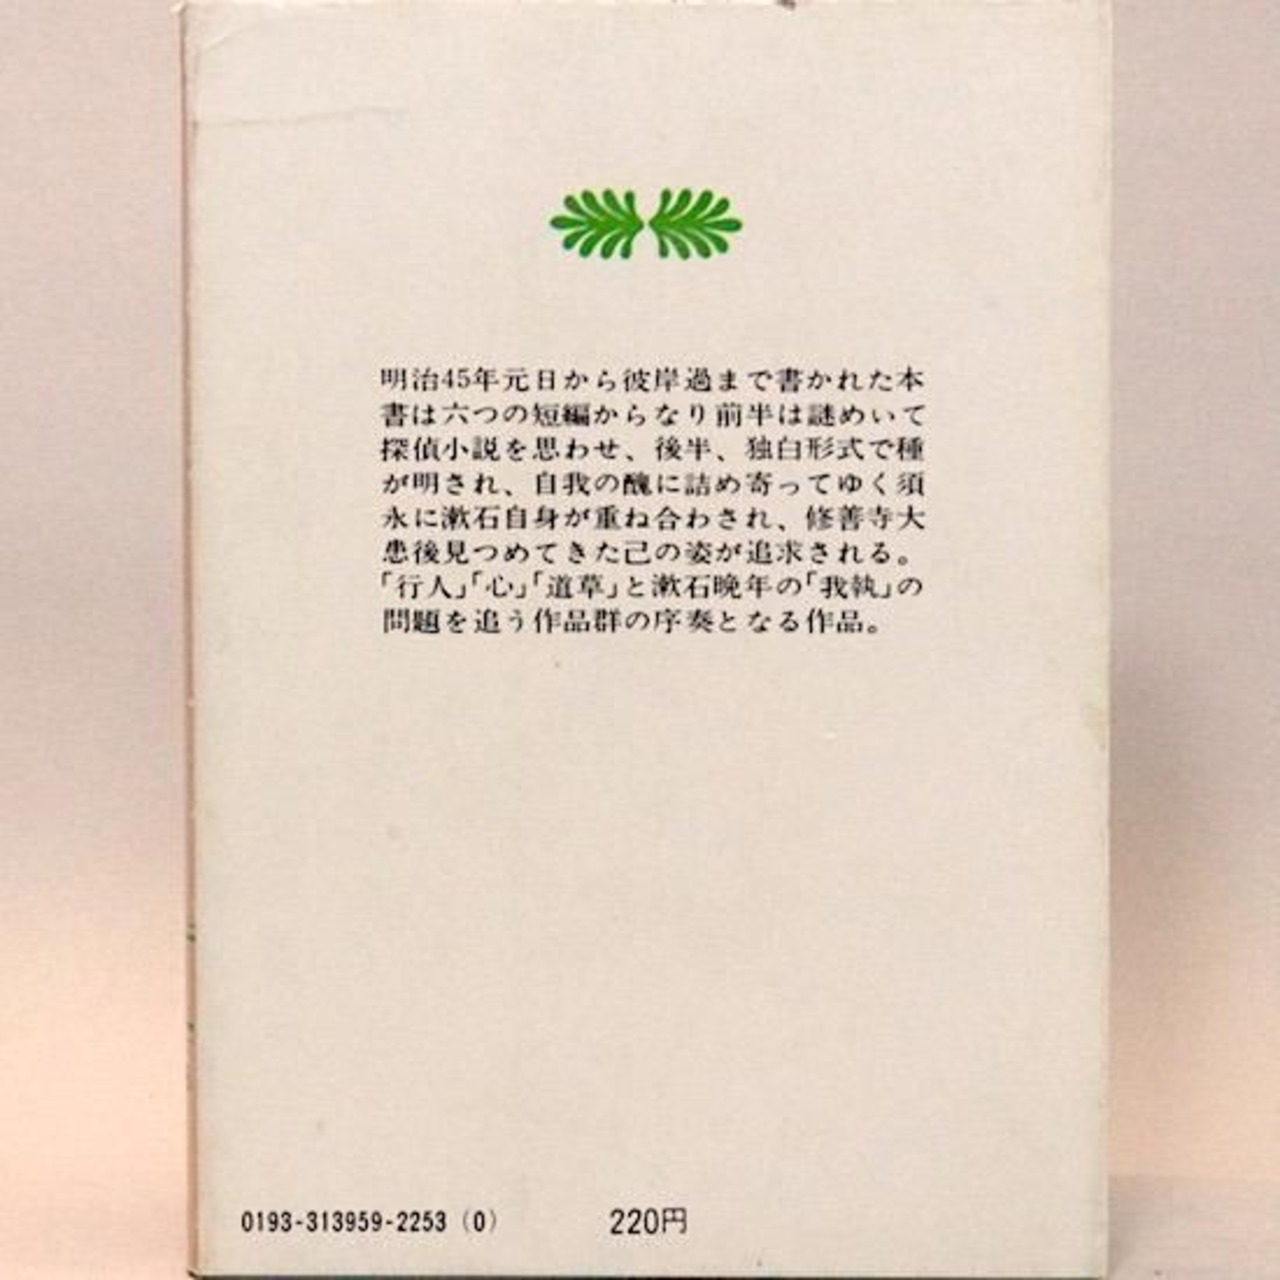 明治45年元日から彼岸過まで書かれた本
書は六つの短編からなり前半は謎めいて
探偵小説を思わせ、後半、独白形式で種
が明され、自我の醜に詰め寄ってゆく須
永に漱石自身が重ね合わされ、修善寺大
患後見つめてきた己の姿が追求される。
「行人」「心」「道草」と漱石晩年の「我執」の
問題を追う作品群の序奏となる作品。
0193-313959-2253(0)
220円